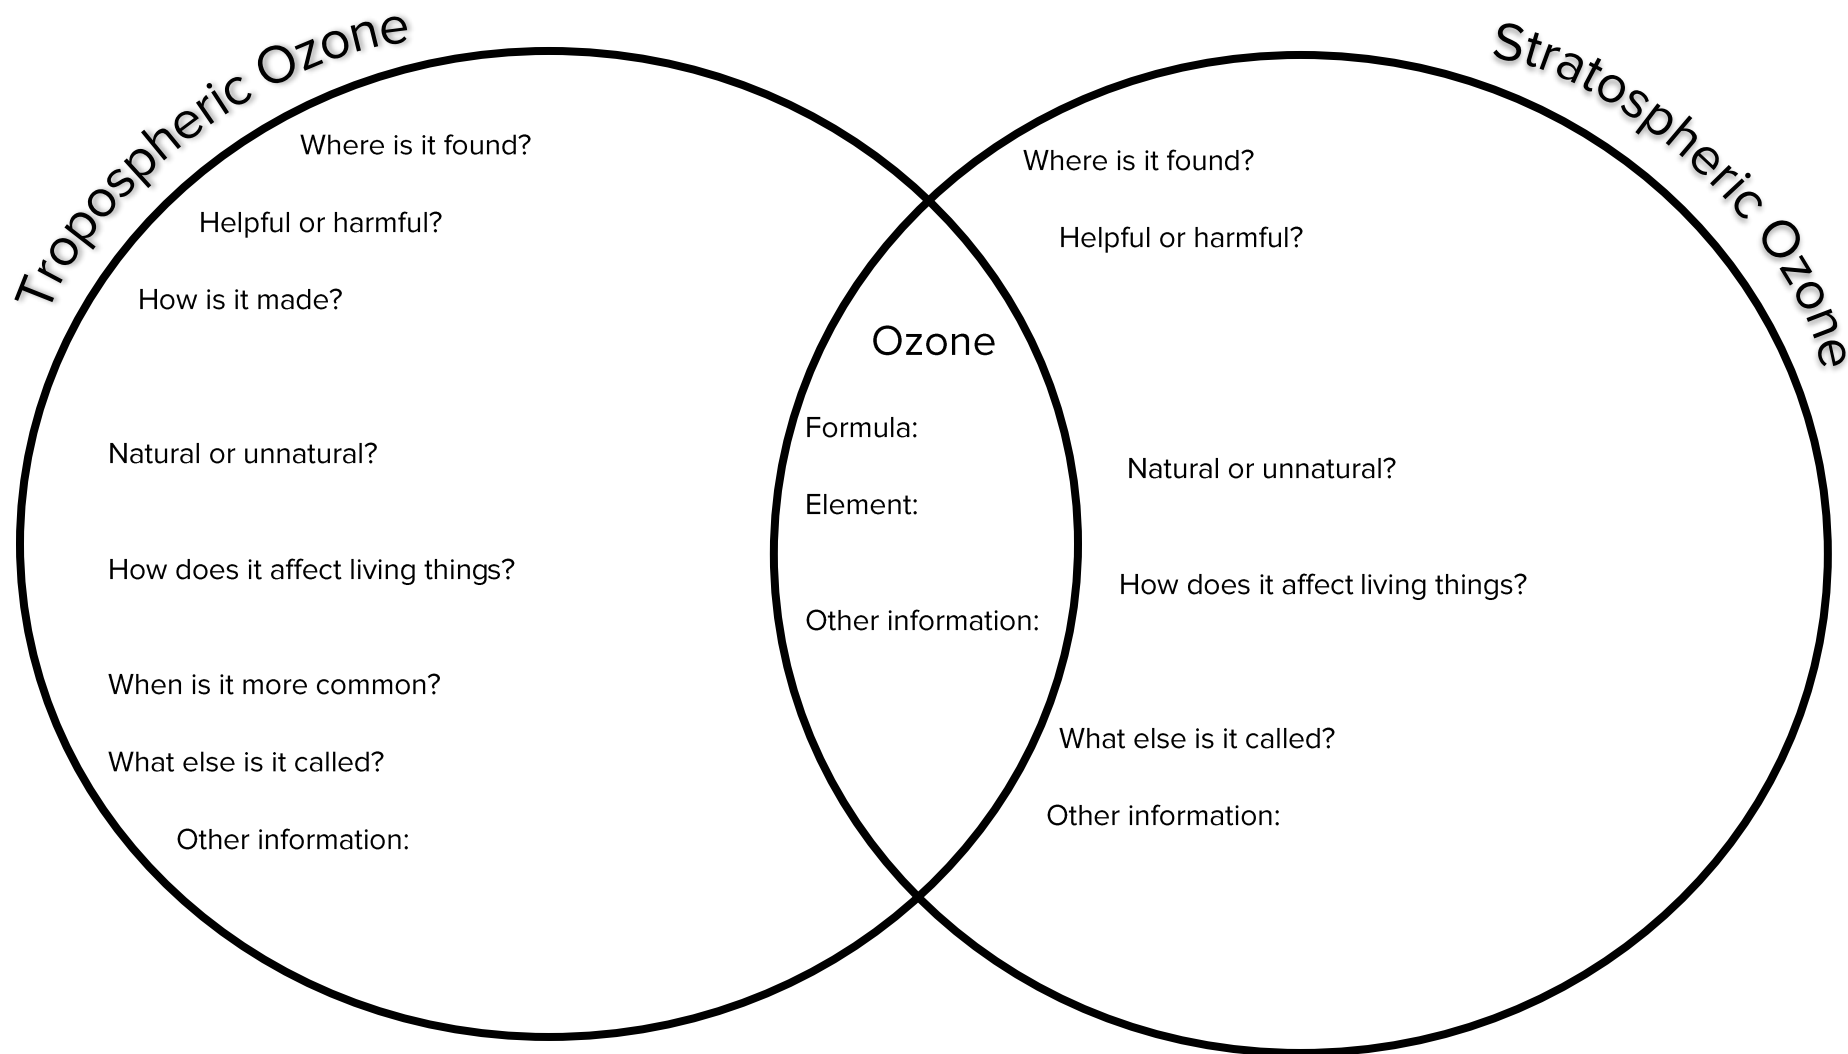 Tropospheric Ozone
Where is it found?
Helpful or harmful?
How is it made?
Natural or unnatural?
How does it affect living things?
When is it more common?
What else is it called?
Other information:
Ozone
Formula:
Element:
Other information:
Stratospheric Ozone
Where is it found?
Helpful or harmful?
Natural or unnatural?
How does it affect living things?
What else is it called?
Other information: